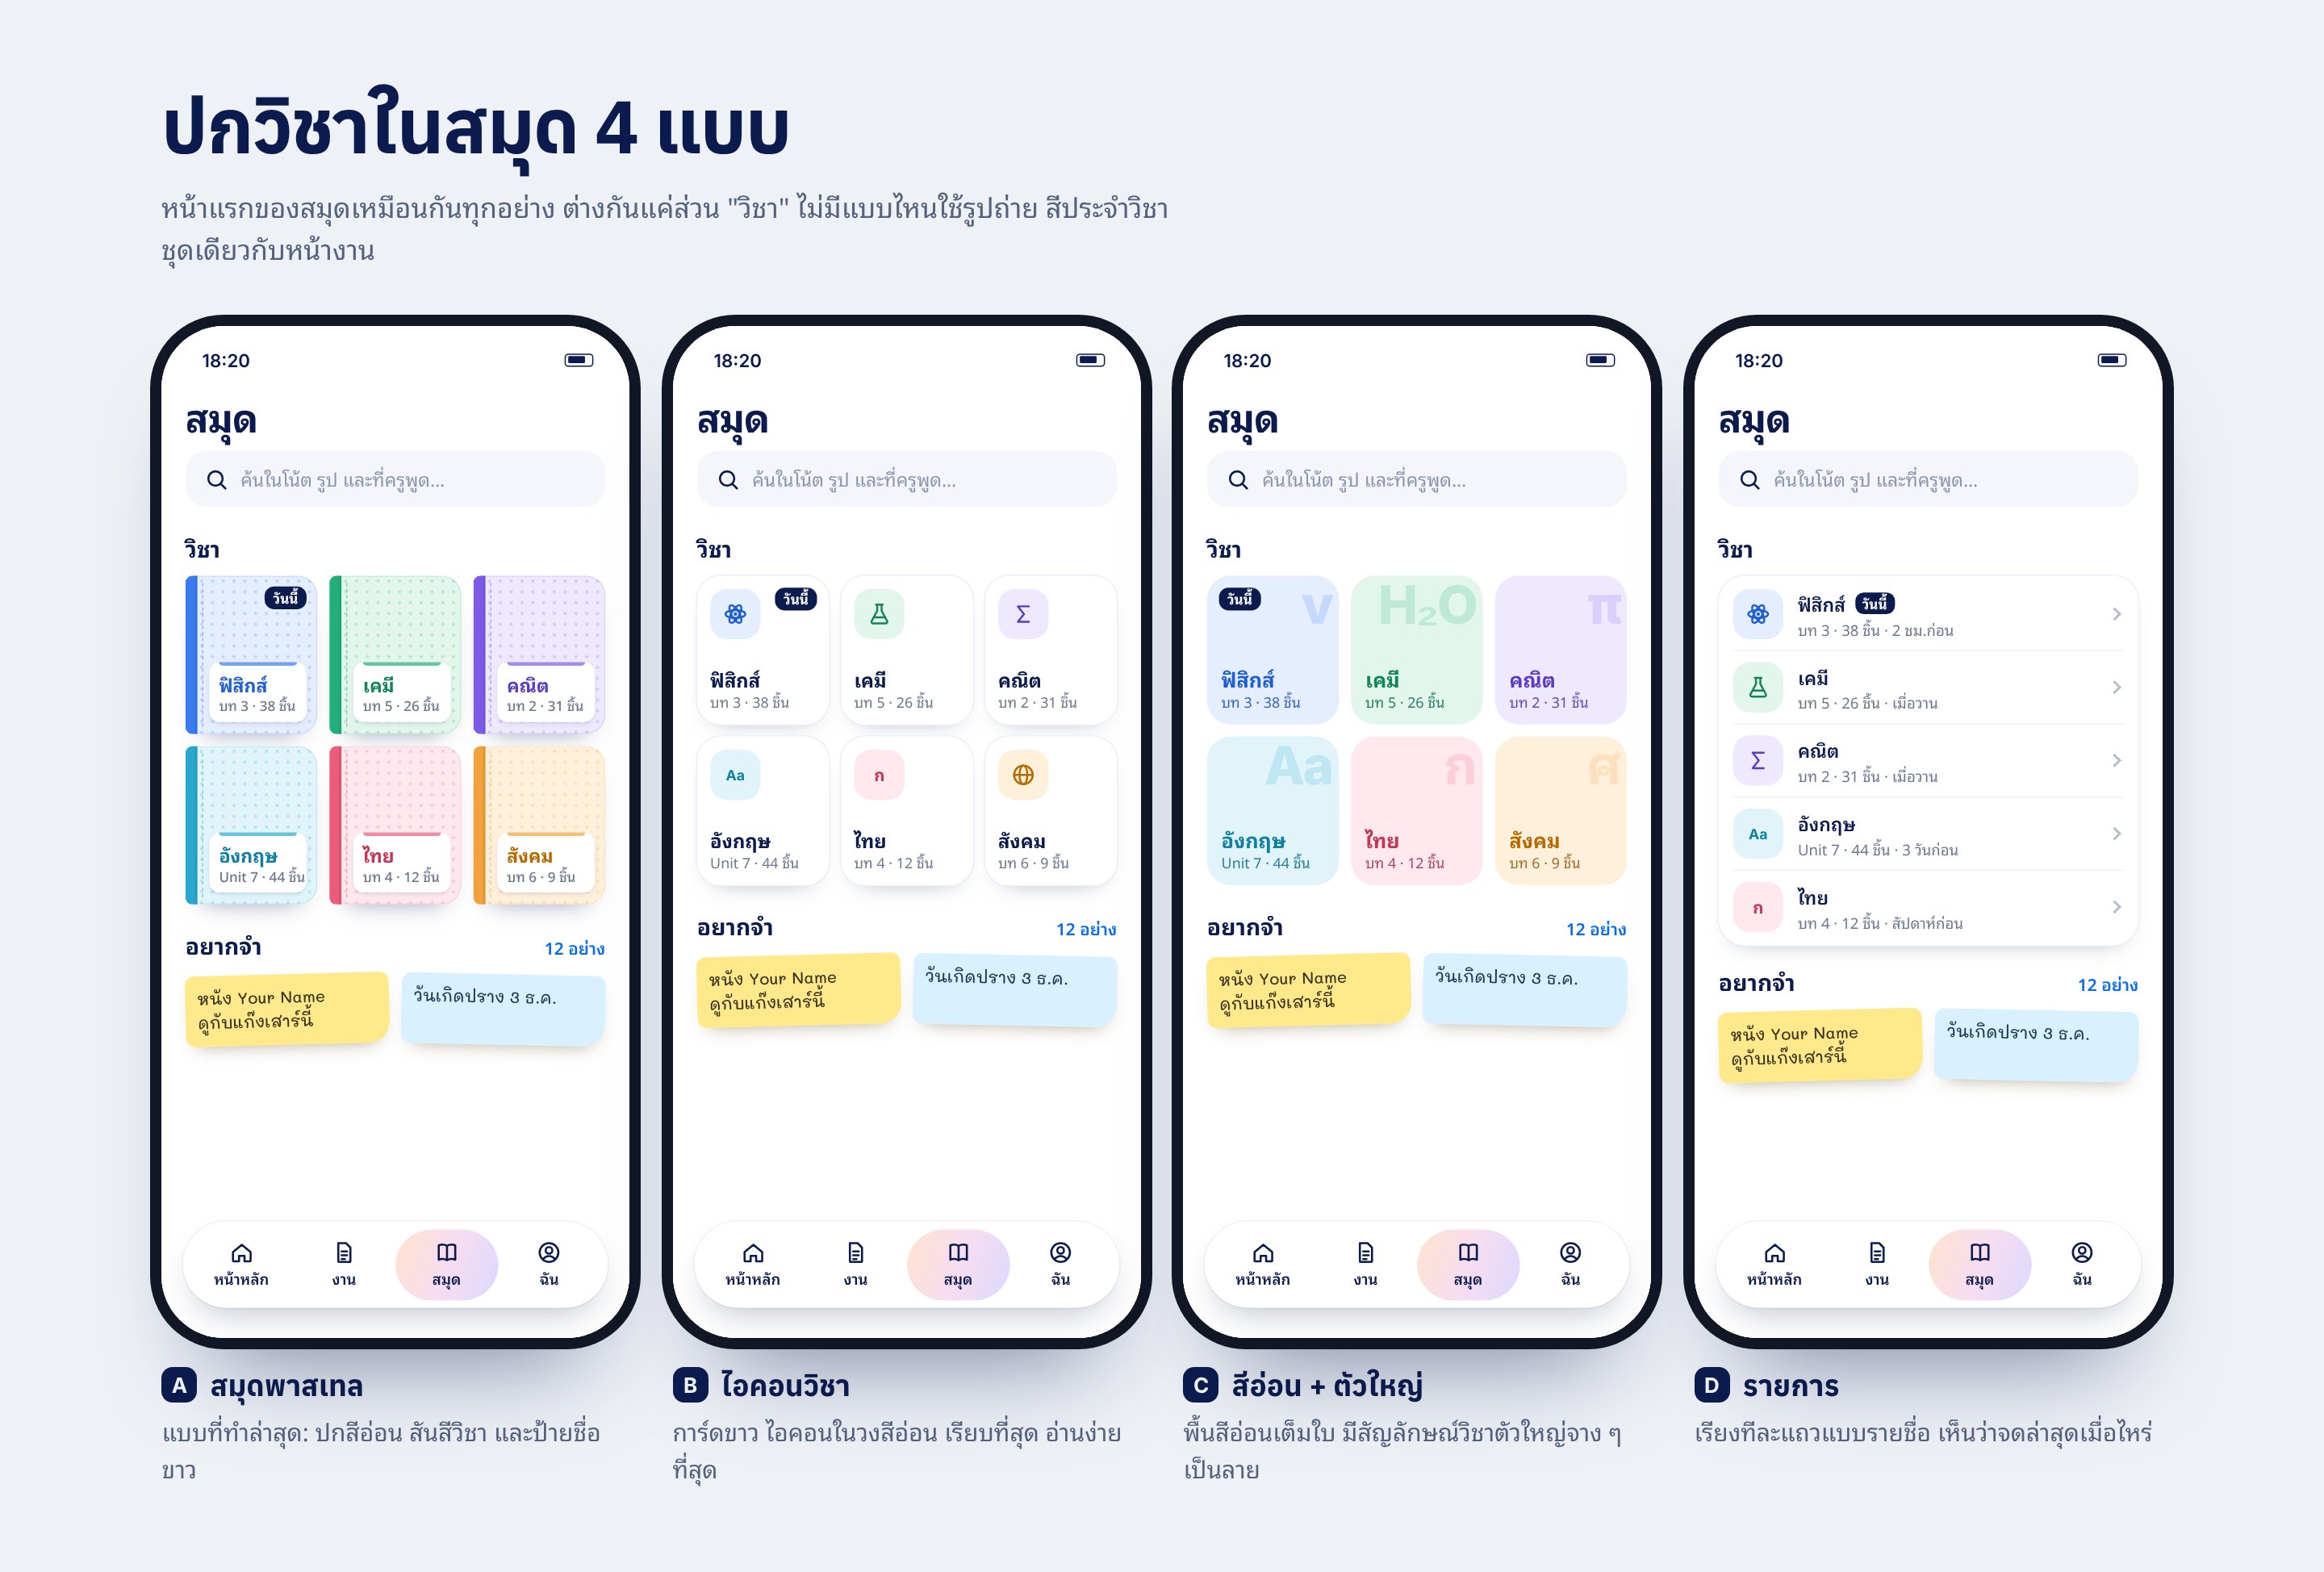 ปกวิชาในสมุด 4 แบบ
หน้าแรกของสมุดเหมือนกันทุกอย่าง ต่างกันแค่ส่วน "วิชา" ไม่มีแบบไหนใช้รูปถ่าย สีประจำวิชา
ชุดเดียวกับหน้างาน
18:20
สมุด
ค้นในโน้ต รูป และที่ครูพูด...
วิชา
วันนี้
ฟิสิกส์
บท 3 · 38 ชิ้น
เคมี
บท 5 · 26 ชิ้น
คณิต
บท 2 · 31 ชิ้น
อังกฤษ
Unit 7 · 44 ชิ้น
ไทย
บท 4 · 12 ชิ้น
สังคม
บท 6 · 9 ชิ้น
อยากจำ
12 อย่าง
หนัง Your Name
ดูกับแก๊งเสาร์นี้
วันเกิดปราง 3 ธ.ค.
หน้าหลัก
งาน
สมุด
ฉัน
A สมุดพาสเทล
แบบที่ทำล่าสุด: ปกสีอ่อน สันสีวิชา และป้ายชื่อ
ขาว
18:20
สมุด
ค้นในโน้ต รูป และที่ครูพูด...
วิชา
วันนี้
ฟิสิกส์
บท 3 · 38 ชิ้น
เคมี
บท 5 · 26 ชิ้น
Σ
คณิต
บท 2 · 31 ชิ้น
Aa
อังกฤษ
Unit 7 · 44 ชิ้น
ก
ไทย
บท 4 · 12 ชิ้น
สังคม
บท 6 · 9 ชิ้น
อยากจำ
12 อย่าง
หนัง Your Name
ดูกับแก๊งเสาร์นี้
วันเกิดปราง 3 ธ.ค.
หน้าหลัก
งาน
สมุด
ฉัน
B ไอคอนวิชา
การ์ดขาว ไอคอนในวงสีอ่อน เรียบที่สุด อ่านง่าย
ที่สุด
18:20
สมุด
ค้นในโน้ต รูป และที่ครูพูด...
วิชา
วันนี้
v
ฟิสิกส์
บท 3 · 38 ชิ้น
H₂O
เคมี
บท 5 · 26 ชิ้น
π
คณิต
บท 2 · 31 ชิ้น
Aa
อังกฤษ
Unit 7 · 44 ชิ้น
ก
ไทย
บท 4 · 12 ชิ้น
ศ
สังคม
บท 6 · 9 ชิ้น
อยากจำ
12 อย่าง
หนัง Your Name
ดูกับแก๊งเสาร์นี้
วันเกิดปราง 3 ธ.ค.
หน้าหลัก
งาน
สมุด
ฉัน
C สีอ่อน + ตัวใหญ่
พื้นสีอ่อนเต็มใบ มีสัญลักษณ์วิชาตัวใหญ่จาง ๆ
เป็นลาย
18:20
สมุด
ค้นในโน้ต รูป และที่ครูพูด...
วิชา
ฟิสิกส์ วันนี้
บท 3 · 38 ชิ้น · 2 ชม.ก่อน
เคมี
บท 5 · 26 ชิ้น · เมื่อวาน
Σ
คณิต
บท 2 · 31 ชิ้น · เมื่อวาน
Aa
อังกฤษ
Unit 7 · 44 ชิ้น · 3 วันก่อน
ก
ไทย
บท 4 · 12 ชิ้น · สัปดาห์ก่อน
อยากจำ
12 อย่าง
หนัง Your Name
ดูกับแก๊งเสาร์นี้
วันเกิดปราง 3 ธ.ค.
หน้าหลัก
งาน
สมุด
ฉัน
D รายการ
เรียงทีละแถวแบบรายชื่อ เห็นว่าจดล่าสุดเมื่อไหร่